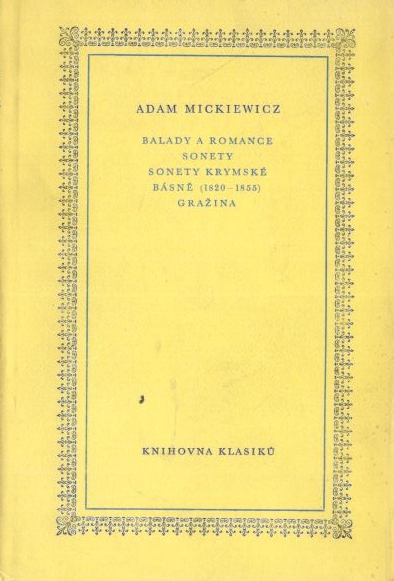 ADAM MICKIEWICZ
BALADY A ROMANCE
SONETY
SONETY KRYMSKÉ
BÁSNĚ (1820–1855)
GRAŽINA
KNIHOVNA KLASIKŮ